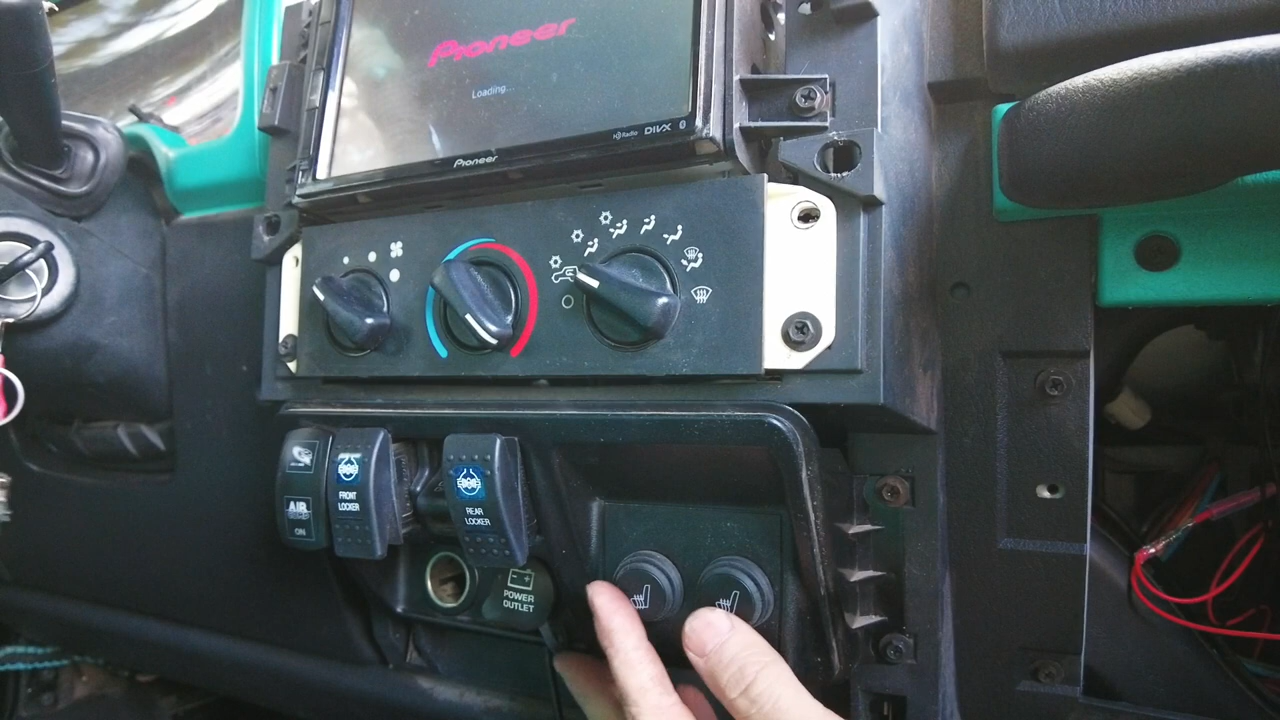 Pioneer
Loading...
HD Radio DIVX
Pioneer
AIR
ON
FRONT
LOCKER
REAR
LOCKER
POWER
OUTLET